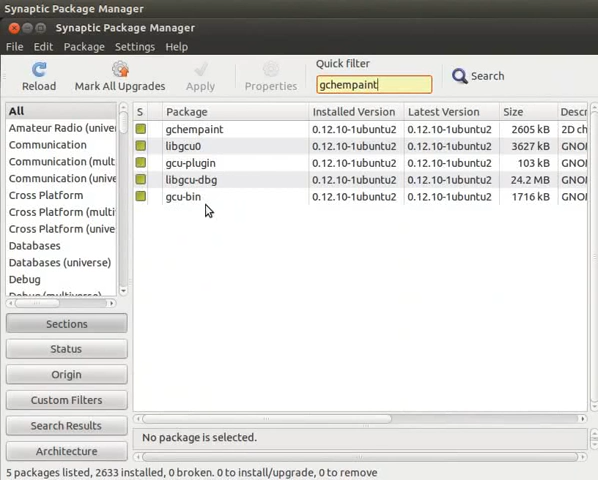 Synaptic Package Manager
Synaptic Package Manager
File Edit Package Settings Help
Quick filter
Reload Mark All Upgrades Apply Properties gchempaint Search
All
Amateur Radio (unive
Communication
Communication (mult
Communication (unive
Cross Platform
Cross Platform (multi
Cross Platform (unive
Databases
Databases (universe)
Debug
Debug (multiverse)
S Package Installed Version Latest Version Size Descr
gchempaint 0.12.10-1ubuntu2 0.12.10-1ubuntu2 2605 kB 2D ch
libgcu0 0.12.10-1ubuntu2 0.12.10-1ubuntu2 3627 kB GNOI
gcu-plugin 0.12.10-1ubuntu2 0.12.10-1ubuntu2 103 kB GNOI
libgcu-dbg 0.12.10-1ubuntu2 0.12.10-1ubuntu2 24.2 MB GNOI
gcu-bin 0.12.10-1ubuntu2 0.12.10-1ubuntu2 1716 kB GNOI
Sections
Status
Origin
Custom Filters
Search Results
Architecture
No package is selected.
5 packages listed, 2633 installed, 0 broken. 0 to install/upgrade, 0 to remove